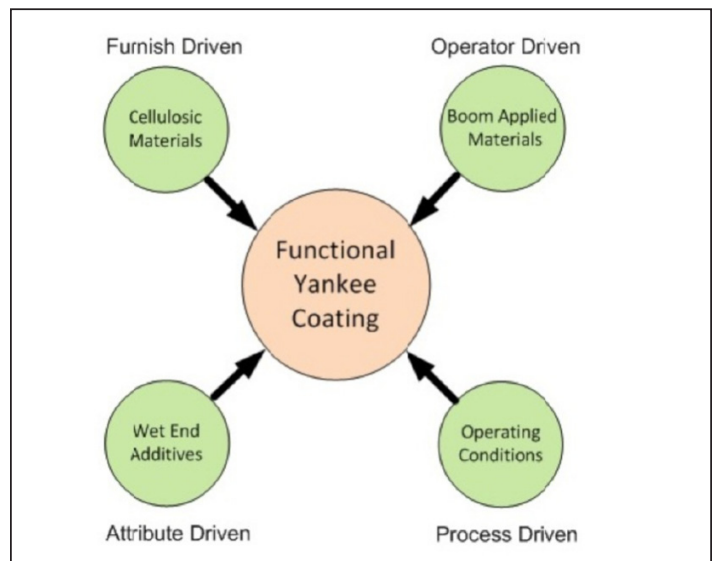 Furnish Driven
Operator Driven
Cellulosic
Materials
Boom Applied
Materials
Functional
Yankee
Coating
Wet End
Additives
Operating
Conditions
Attribute Driven
Process Driven